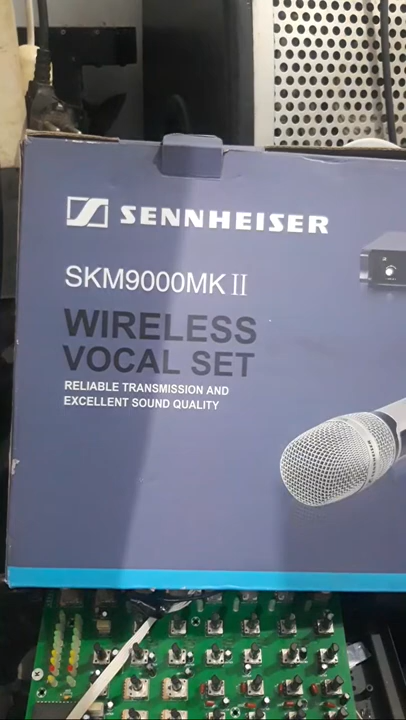 SENNHEISER
SKM9000MK II
WIRELESS
VOCAL SET
RELIABLE TRANSMISSION AND
EXCELLENT SOUND QUALITY